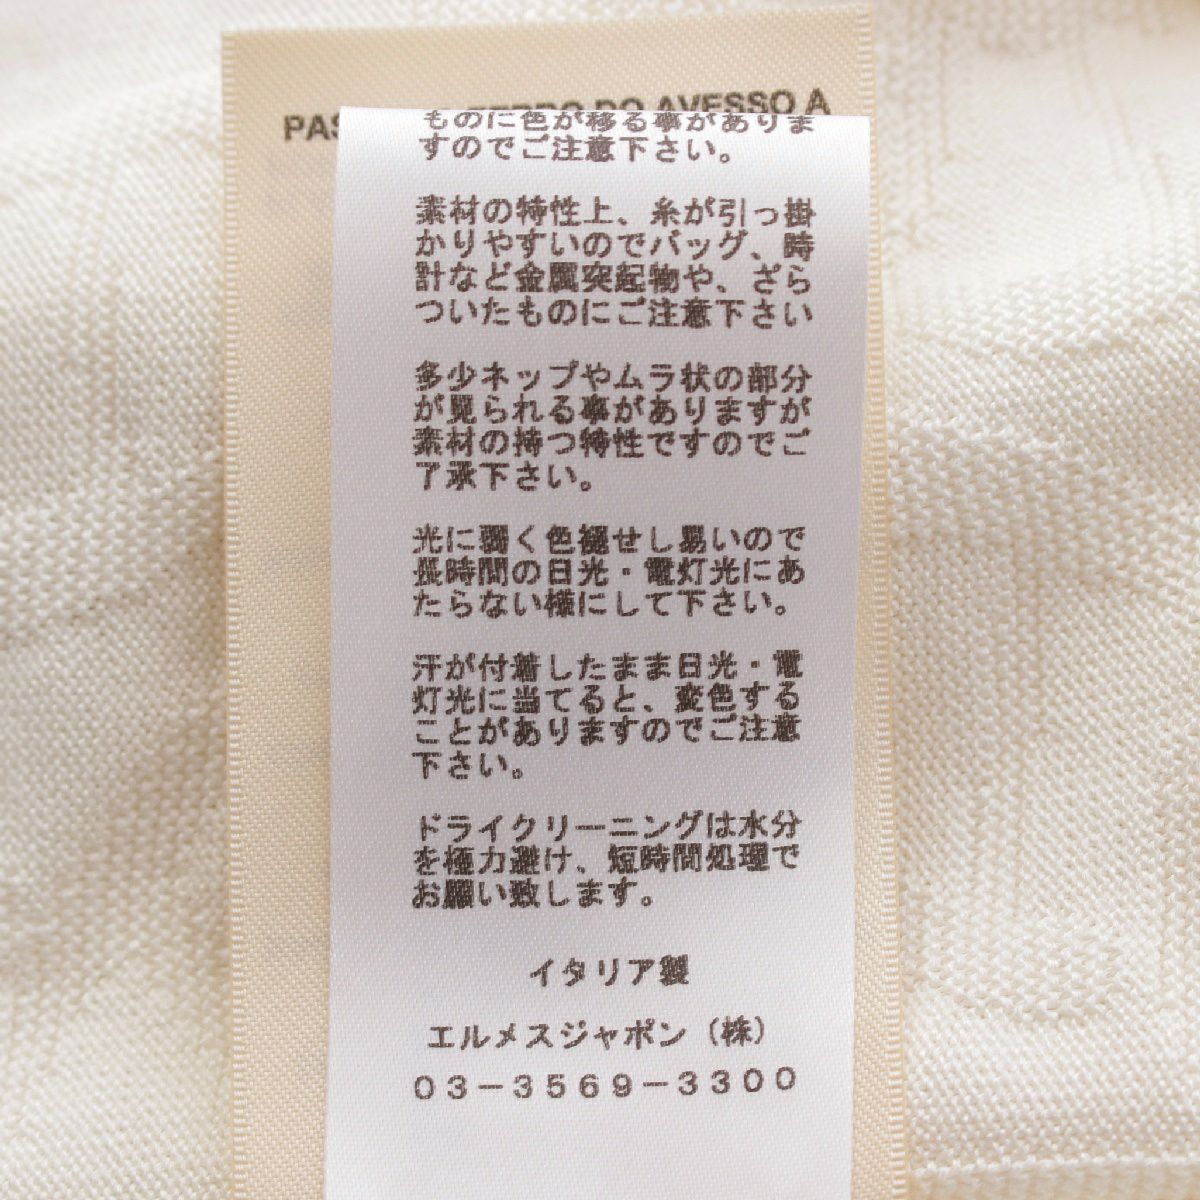 PAS
FERRO DO AVESSO A
ものに色が移る事がありま
すのでご注意下さい。
素材の特性上、糸が引っ掛
かりやすいのでバッグ、時
計など金属突起物や、ざら
ついたものにご注意下さい
多少ネップやムラ状の部分
が見られる事がありますが
素材の持つ特性ですのでご
了承下さい。
光に弱く色褪せし易いので
長時間の日光・電灯光にあ
たらない様にして下さい。
汗が付着したまま日光・電
灯光に当てると、変色する
ことがありますのでご注意
下さい。
ドライクリーニングは水分
を極力避け、短時間処理で
お願い致します。
イタリア製
エルメスジャポン（株）
０３－３５６９－３３００